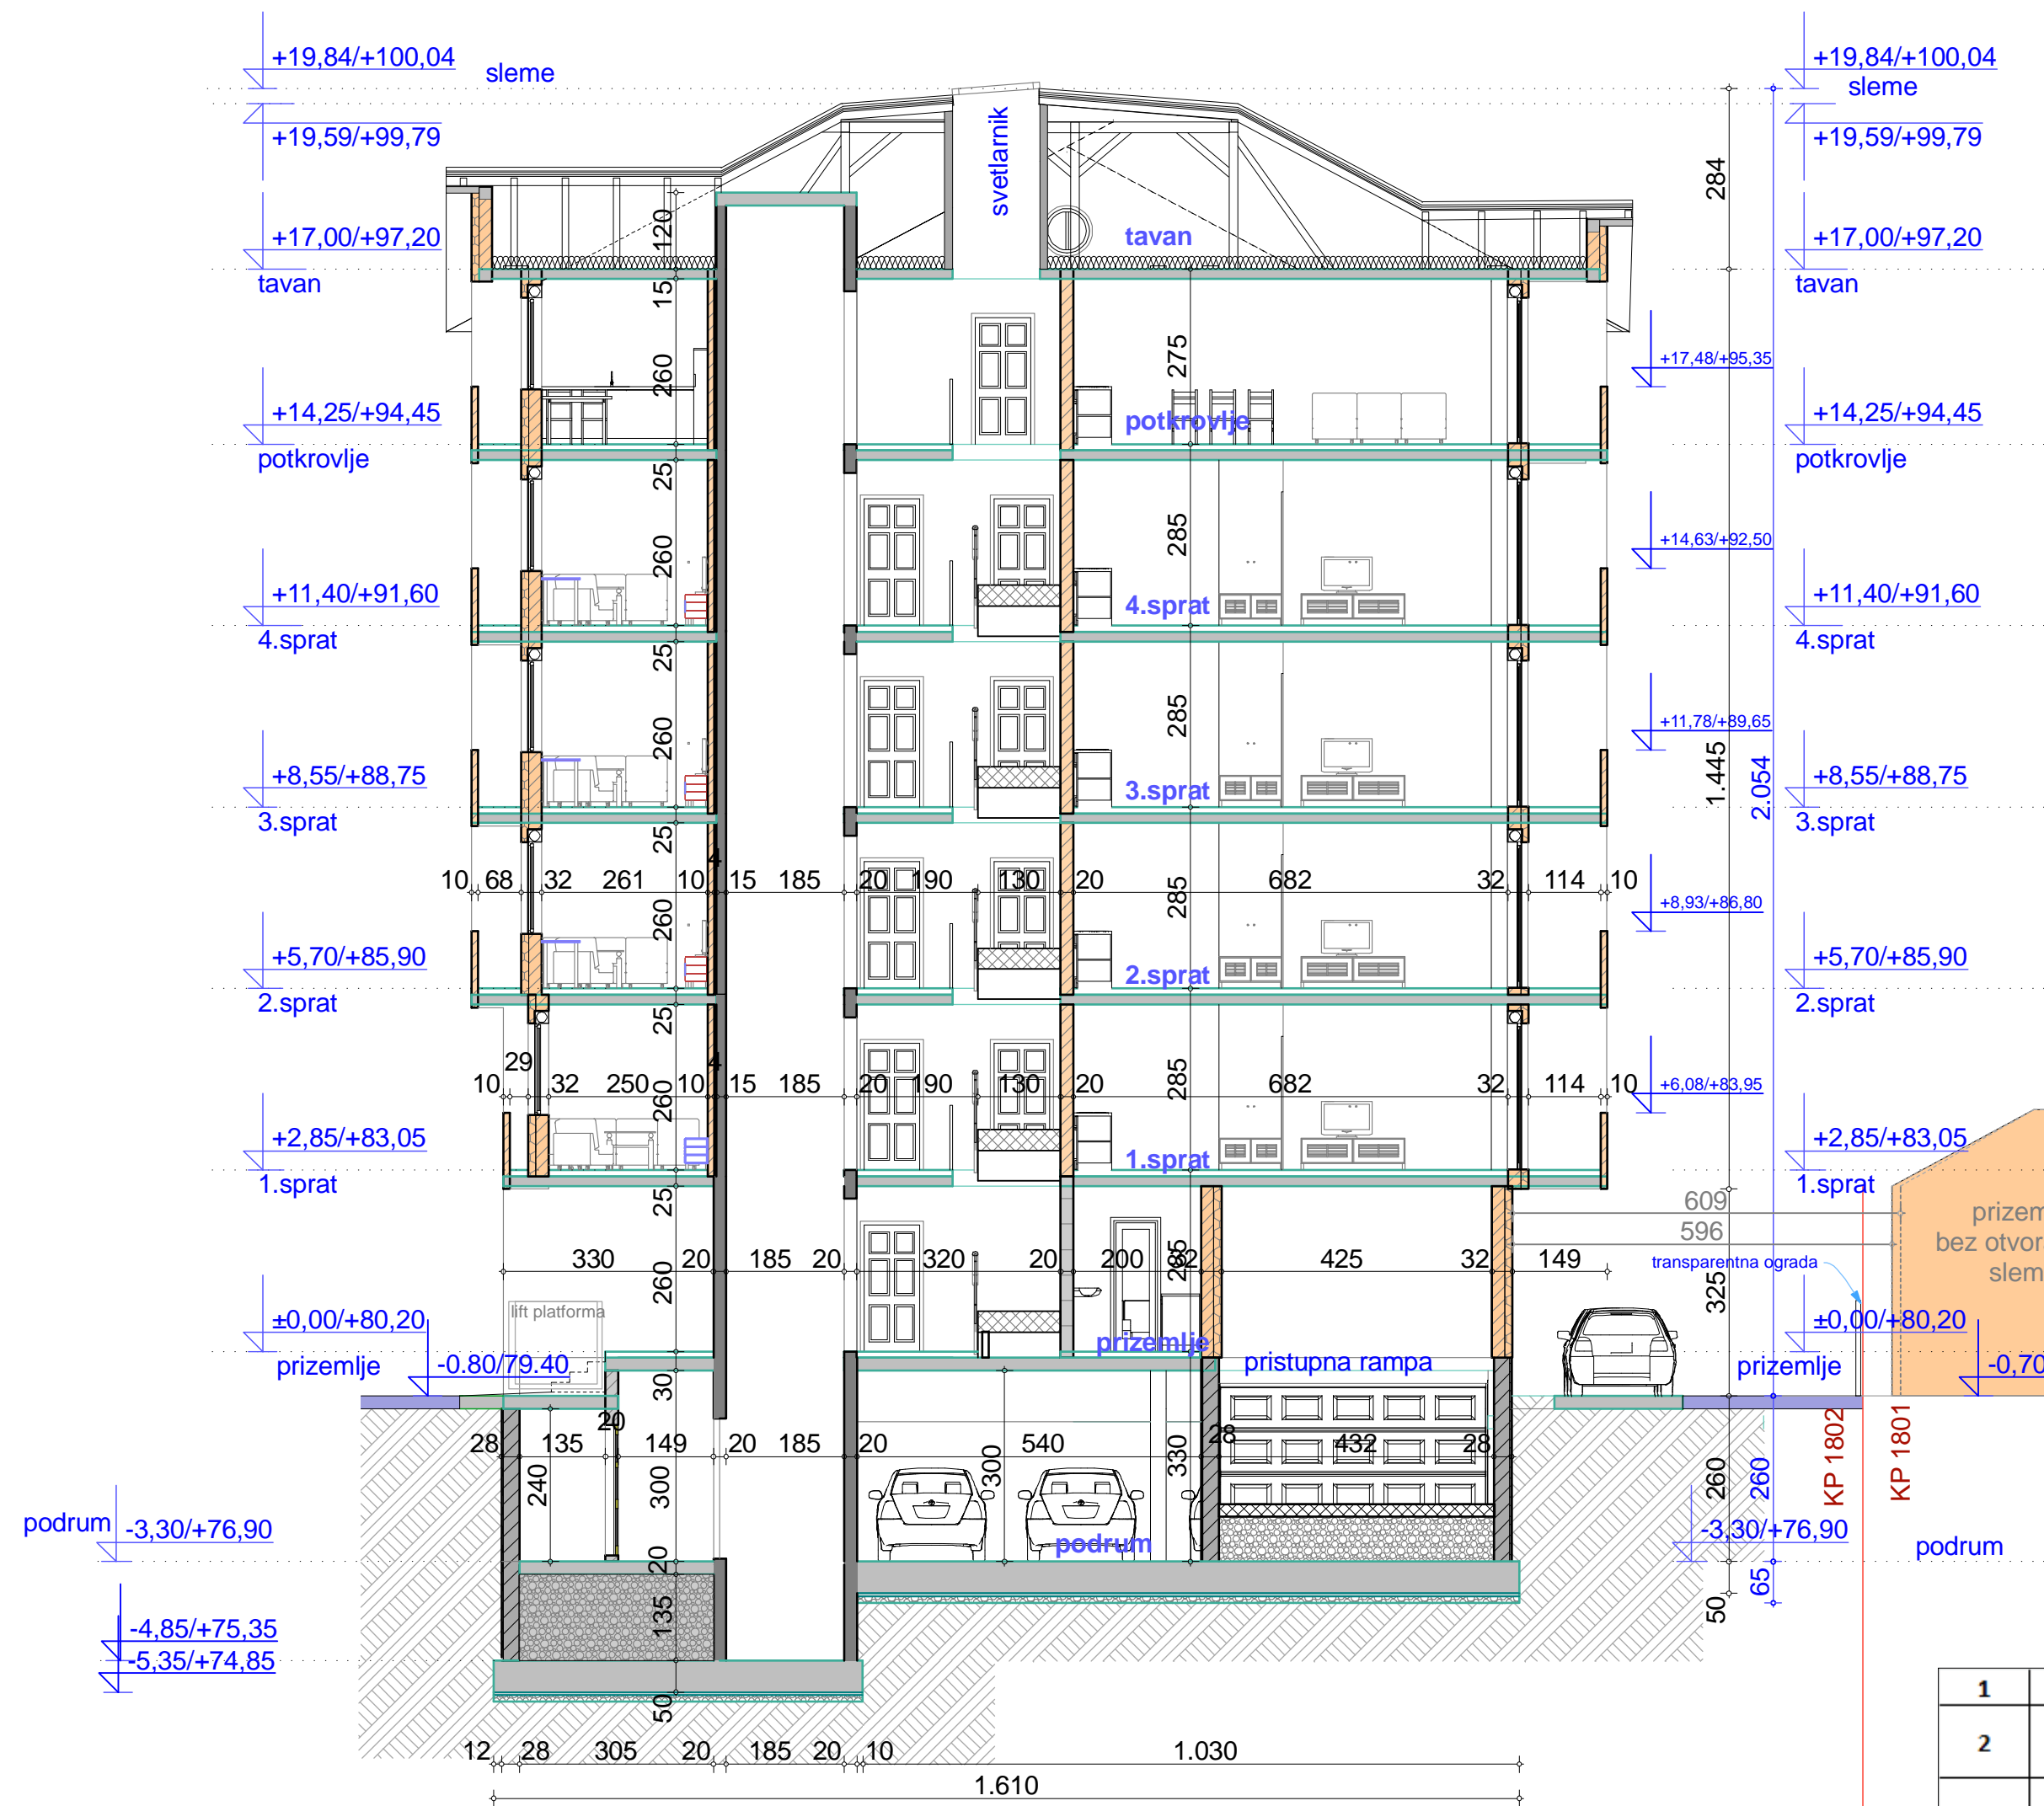 +19,84/+100,04
sleme
+19,84/+100,04
sleme
+19,59/+99,79
+19,59/+99,79
svetlarnik
284
120
+17,00/+97,20
tavan
+17,00/+97,20
tavan
tavan
15
260
275
+17,48/+95,35
+14,25/+94,45
potkrovlje
potkrovlje
+14,25/+94,45
potkrovlje
25
260
285
+14,63/+92,50
+11,40/+91,60
4.sprat
4.sprat
+11,40/+91,60
4.sprat
25
260
285
+11,78/+89,65
1.445
2.054
+8,55/+88,75
3.sprat
3.sprat
+8,55/+88,75
3.sprat
25
4
10 68 32 261 10 15 185 20 190 130 20 682 32 114 10
260
285
+8,93/+86,80
+5,70/+85,90
2.sprat
2.sprat
+5,70/+85,90
2.sprat
25
29
4
10 32 250 10 15 185 20 190 130 20 682 32 114 10
260
285
+6,08/+83,95
+2,85/+83,05
1.sprat
1.sprat
+2,85/+83,05
1.sprat
25
609
596
prizem
bez otvor
slem
transparentna ograda
330 20 185 20 320 20 200 32 425 32 149
260
285
325
lift platforma
±0,00/+80,20
prizemlje
prizemlje
±0,00/+80,20
prizemlje
-0.80/79.40
pristupna rampa
-0,70
30
20
28 135 149 20 185 20 540 28 432 28
240
300
300
330
260
260
KP 1802
KP 1801
podrum
-3,30/+76,90
podrum
-3,30/+76,90
podrum
20
135
50
65
-4,85/+75,35
-5,35/+74,85
50
12 28 305 20 185 20 10 1.030
1.610
1
2